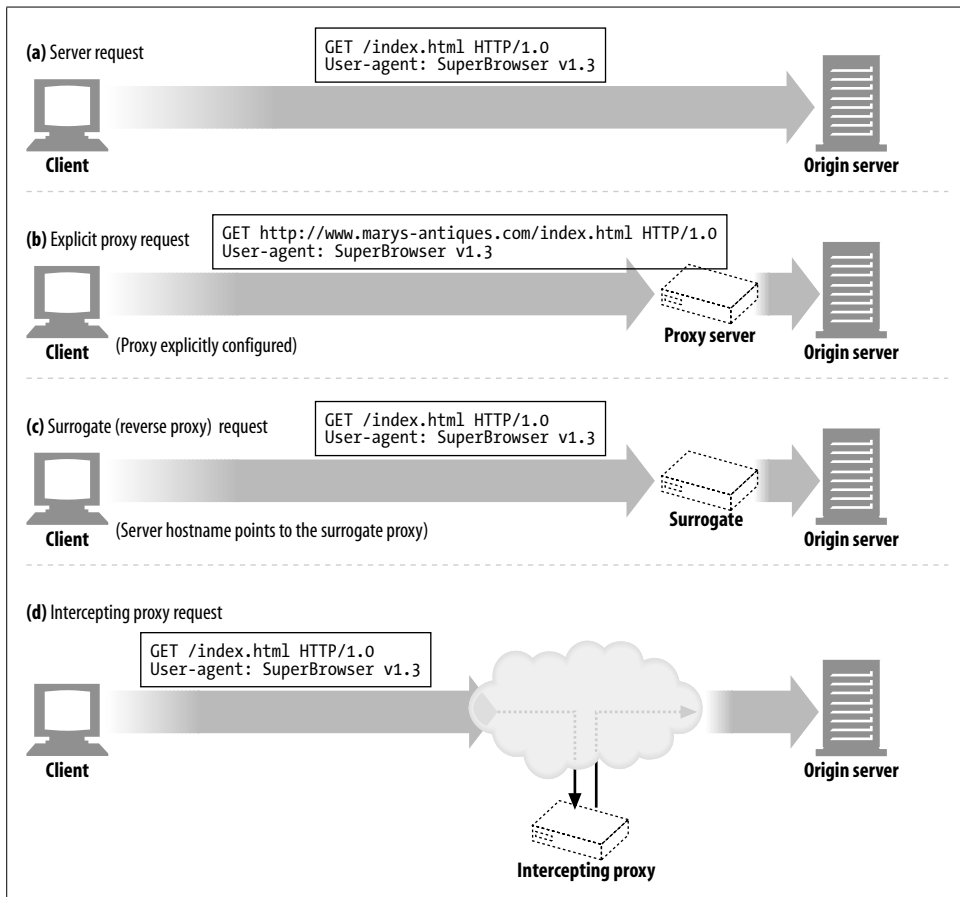 (a) Server request
GET /index.html HTTP/1.0
User-agent: SuperBrowser v1.3
Client
Origin server
(b) Explicit proxy request
GET http://www.marys-antiques.com/index.html HTTP/1.0
User-agent: SuperBrowser v1.3
Client
(Proxy explicitly configured)
Proxy server
Origin server
(c) Surrogate (reverse proxy) request
GET /index.html HTTP/1.0
User-agent: SuperBrowser v1.3
Client
(Server hostname points to the surrogate proxy)
Surrogate
Origin server
(d) Intercepting proxy request
GET /index.html HTTP/1.0
User-agent: SuperBrowser v1.3
Client
Origin server
Intercepting proxy